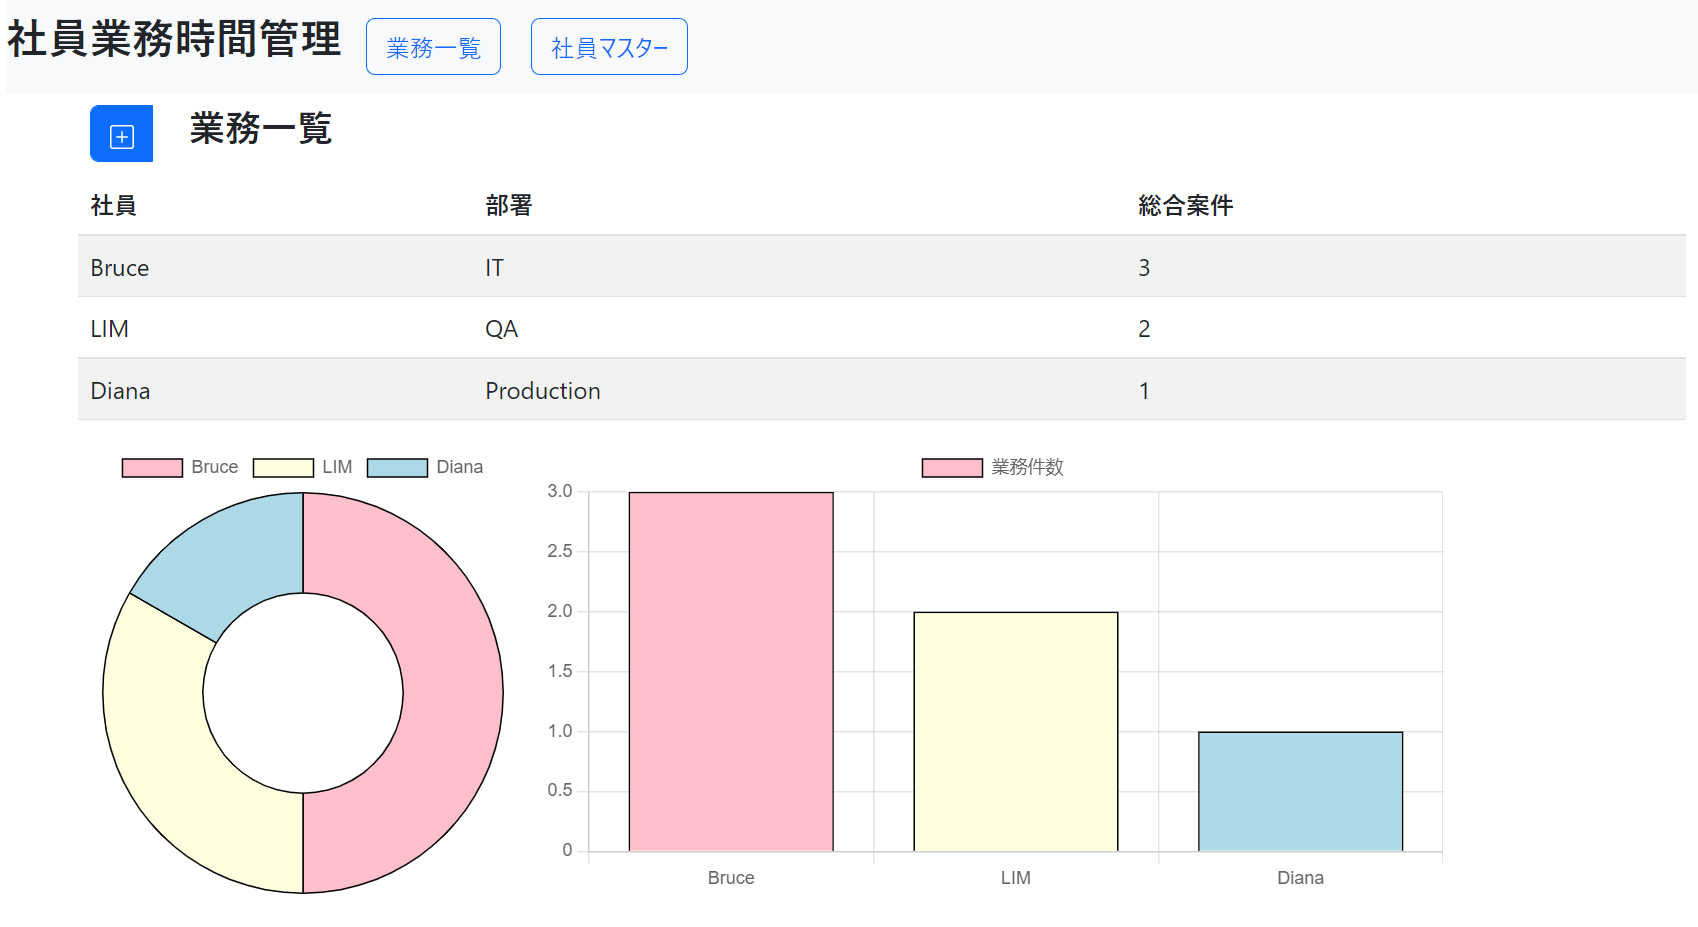 社員業務時間管理 業務一覧 社員マスター
業務一覧
社員 部署 総合案件
Bruce IT 3
LIM QA 2
Diana Production 1
Bruce LIM Diana
業務件数
3.0
2.5
2.0
1.5
1.0
0.5
0
Bruce LIM Diana